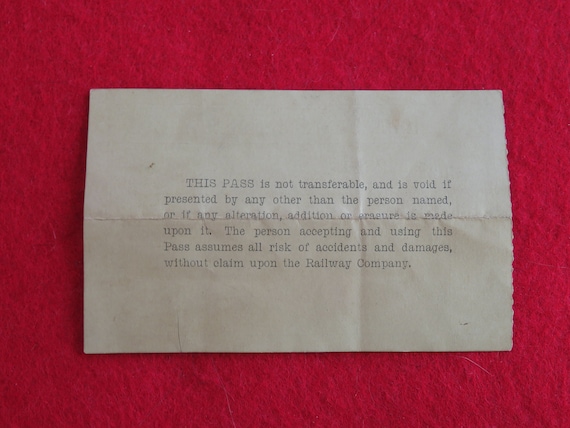 THIS PASS is not transferable, and is void if
presented by any other than the person named,
or if any alteration, addition or erasure is made
upon it. The person accepting and using this
Pass assumes all risk of accidents and damages,
without claim upon the Railway Company.